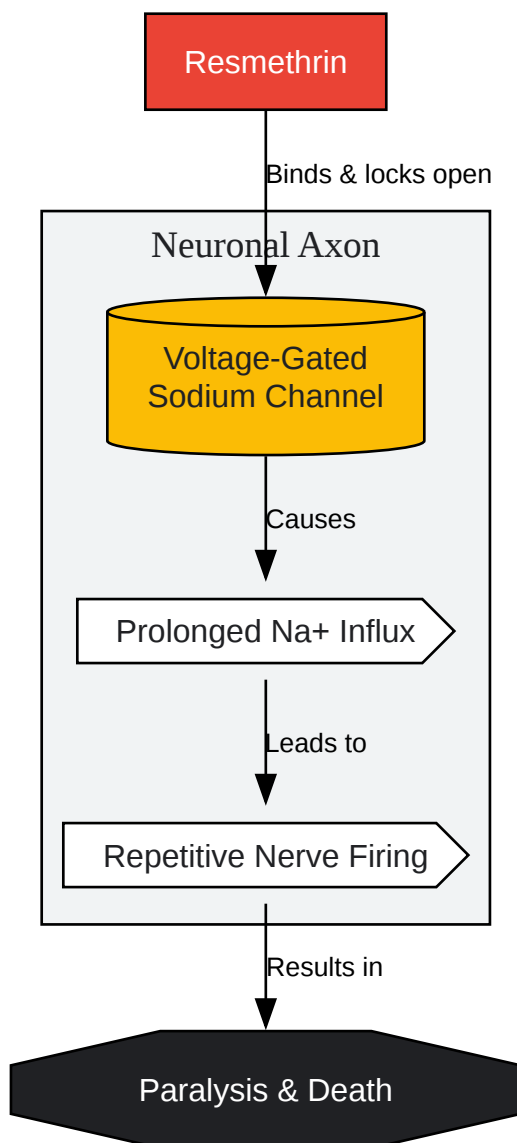 Resmethrin
Binds & locks open
Neuronal Axon
Voltage-Gated
Sodium Channel
Causes
Prolonged Na+ Influx
Leads to
Repetitive Nerve Firing
Results in
Paralysis & Death